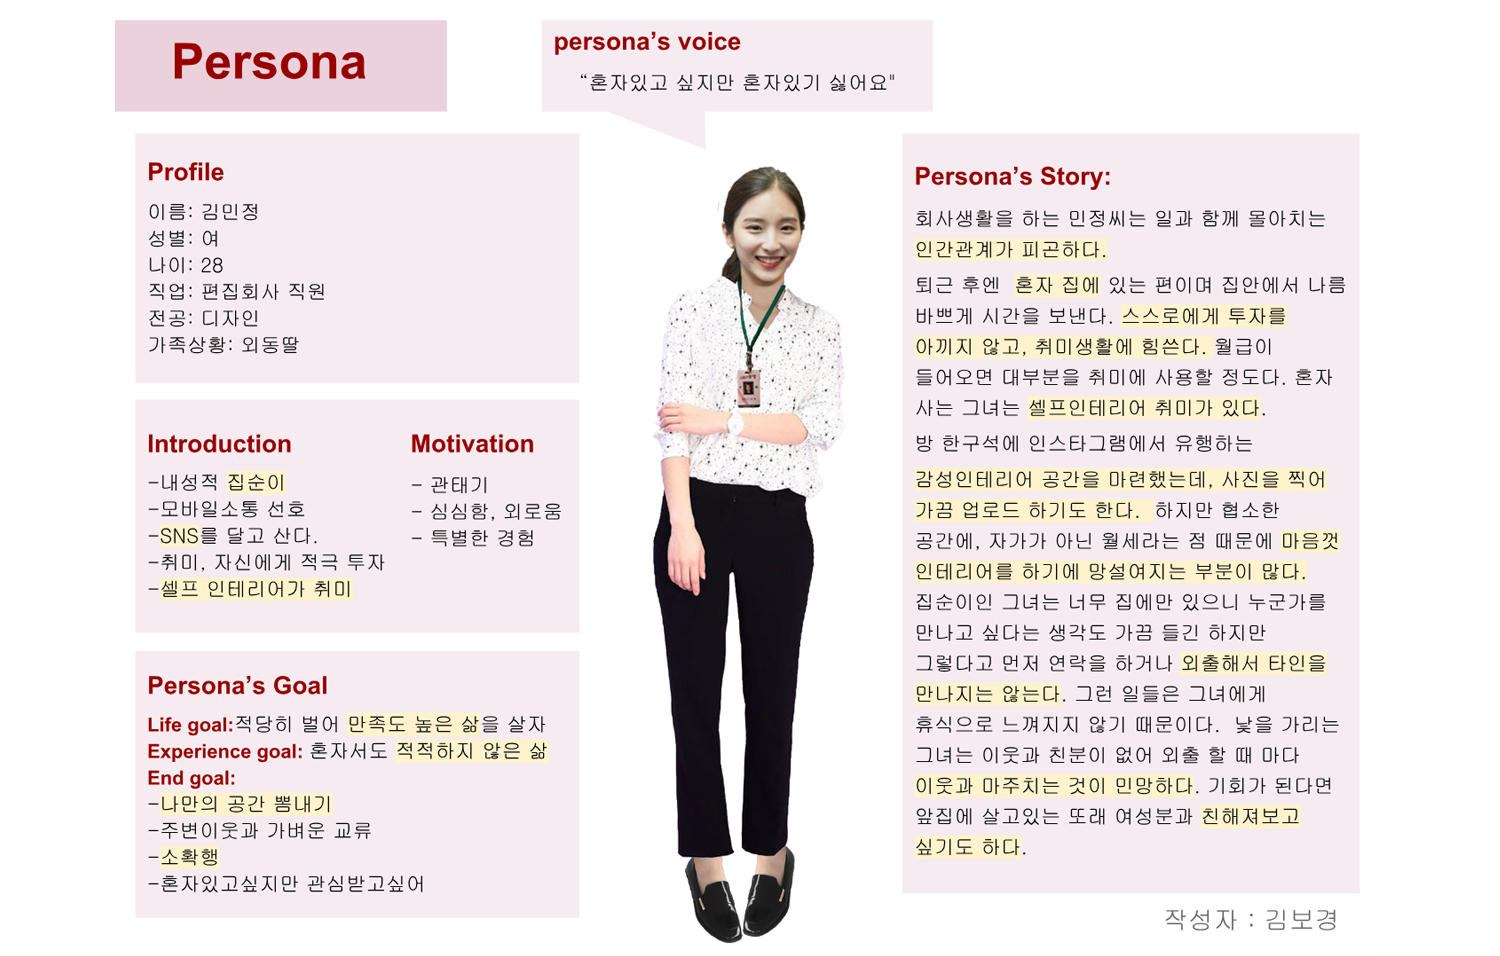 Persona
persona's voice
“혼자있고 싶지만 혼자있기 싫어요"
Profile
이름: 김민정
성별: 여
나이: 28
직업: 편집회사 직원
전공: 디자인
가족상황: 외동딸
Introduction
-내성적 집순이
-모바일소통 선호
-SNS를 달고 산다.
-취미, 자신에게 적극 투자
-셀프 인테리어가 취미
Motivation
- 관태기
- 심심함, 외로움
- 특별한 경험
Persona’s Goal
Life goal:적당히 벌어 만족도 높은 삶을 살자
Experience goal: 혼자서도 적적하지 않은 삶
End goal:
-나만의 공간 뽐내기
-주변이웃과 가벼운 교류
-소확행
-혼자있고싶지만 관심받고싶어
Persona’s Story:
회사생활을 하는 민정씨는 일과 함께 몰아치는
인간관계가 피곤하다.
퇴근 후엔 혼자 집에 있는 편이며 집안에서 나름
바쁘게 시간을 보낸다. 스스로에게 투자를
아끼지 않고, 취미생활에 힘쓴다. 월급이
들어오면 대부분을 취미에 사용할 정도다. 혼자
사는 그녀는 셀프인테리어 취미가 있다.
방 한구석에 인스타그램에서 유행하는
감성인테리어 공간을 마련했는데, 사진을 찍어
가끔 업로드 하기도 한다. 하지만 협소한
공간에, 자가가 아닌 월세라는 점 때문에 마음껏
인테리어를 하기에 망설여지는 부분이 많다.
집순이인 그녀는 너무 집에만 있으니 누군가를
만나고 싶다는 생각도 가끔 들긴 하지만
그렇다고 먼저 연락을 하거나 외출해서 타인을
만나지는 않는다. 그런 일들은 그녀에게
휴식으로 느껴지지 않기 때문이다. 낯을 가리는
그녀는 이웃과 친분이 없어 외출 할 때 마다
이웃과 마주치는 것이 민망하다. 기회가 된다면
앞집에 살고있는 또래 여성분과 친해져보고
싶기도 하다.
작성자 : 김보경